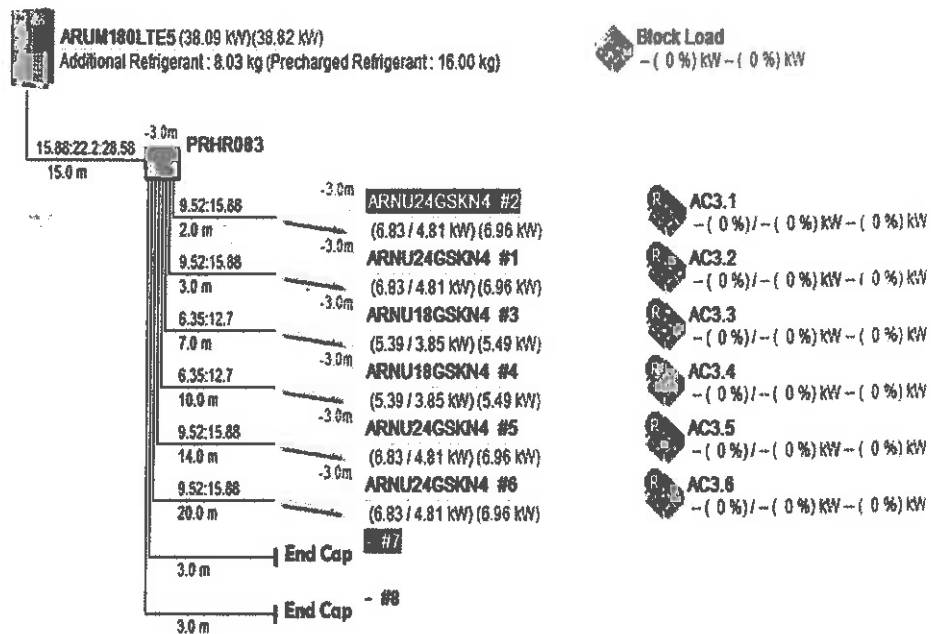 ARUM180LTE5 (38.09 kW)(38.82 kW)
Additional Refrigerant : 8.03 kg (Precharged Refrigerant : 16.00 kg)
Block Load
- ( 0 %) kW - ( 0 %) kW
-3.0m
PRHR083
15.88:22.2:28.58
15.0 m
-3.0m
ARNU24GSKN4 #2
AC3.1
9.52:15.88
2.0 m
(6.83 / 4.81 kW) (6.96 kW)
- ( 0 %) / - ( 0 %) kW - ( 0 %) kW
-3.0m
ARNU24GSKN4 #1
AC3.2
9.52:15.88
3.0 m
(6.83 / 4.81 kW) (6.96 kW)
- ( 0 %) / - ( 0 %) kW - ( 0 %) kW
-3.0m
ARNU18GSKN4 #3
AC3.3
6.35:12.7
7.0 m
(5.39 / 3.85 kW) (5.49 kW)
- ( 0 %) / - ( 0 %) kW - ( 0 %) kW
-3.0m
ARNU18GSKN4 #4
AC3.4
6.35:12.7
10.0 m
(5.39 / 3.85 kW) (5.49 kW)
- ( 0 %) / - ( 0 %) kW - ( 0 %) kW
-3.0m
ARNU24GSKN4 #5
AC3.5
9.52:15.88
14.0 m
(6.83 / 4.81 kW) (6.96 kW)
- ( 0 %) / - ( 0 %) kW - ( 0 %) kW
-3.0m
ARNU24GSKN4 #6
AC3.6
9.52:15.88
20.0 m
(6.83 / 4.81 kW) (6.96 kW)
- ( 0 %) / - ( 0 %) kW - ( 0 %) kW
- #7
End Cap
3.0 m
- #8
End Cap
3.0 m